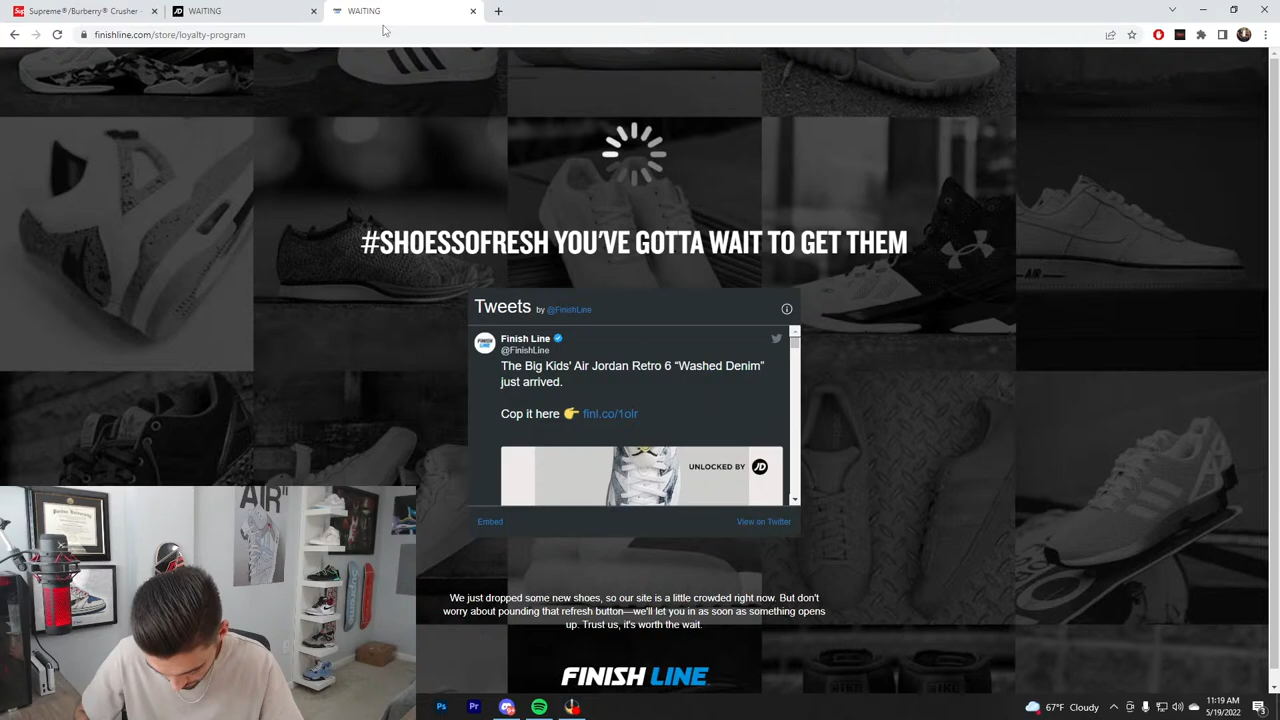 Supreme®/Burberry® Crusher -
WAITING
WAITING
finishline.com/store/loyalty-program
#SHOESSOFRESH YOU'VE GOTTA WAIT TO GET THEM
Tweets by @FinishLine
Finish Line
@FinishLine
The Big Kids' Air Jordan Retro 6 “Washed Denim”
just arrived.
Cop it here 👉 finl.co/1olr
UNLOCKED BY JD
Embed
View on Twitter
We just dropped some new shoes, so our site is a little crowded right now. But don't
worry about pounding that refresh button—we'll let you in as soon as something opens
up. Trust us, it's worth the wait.
FINISH LINE
AIR"
Ps
Pr
67°F Cloudy
11:19 AM
5/19/2022